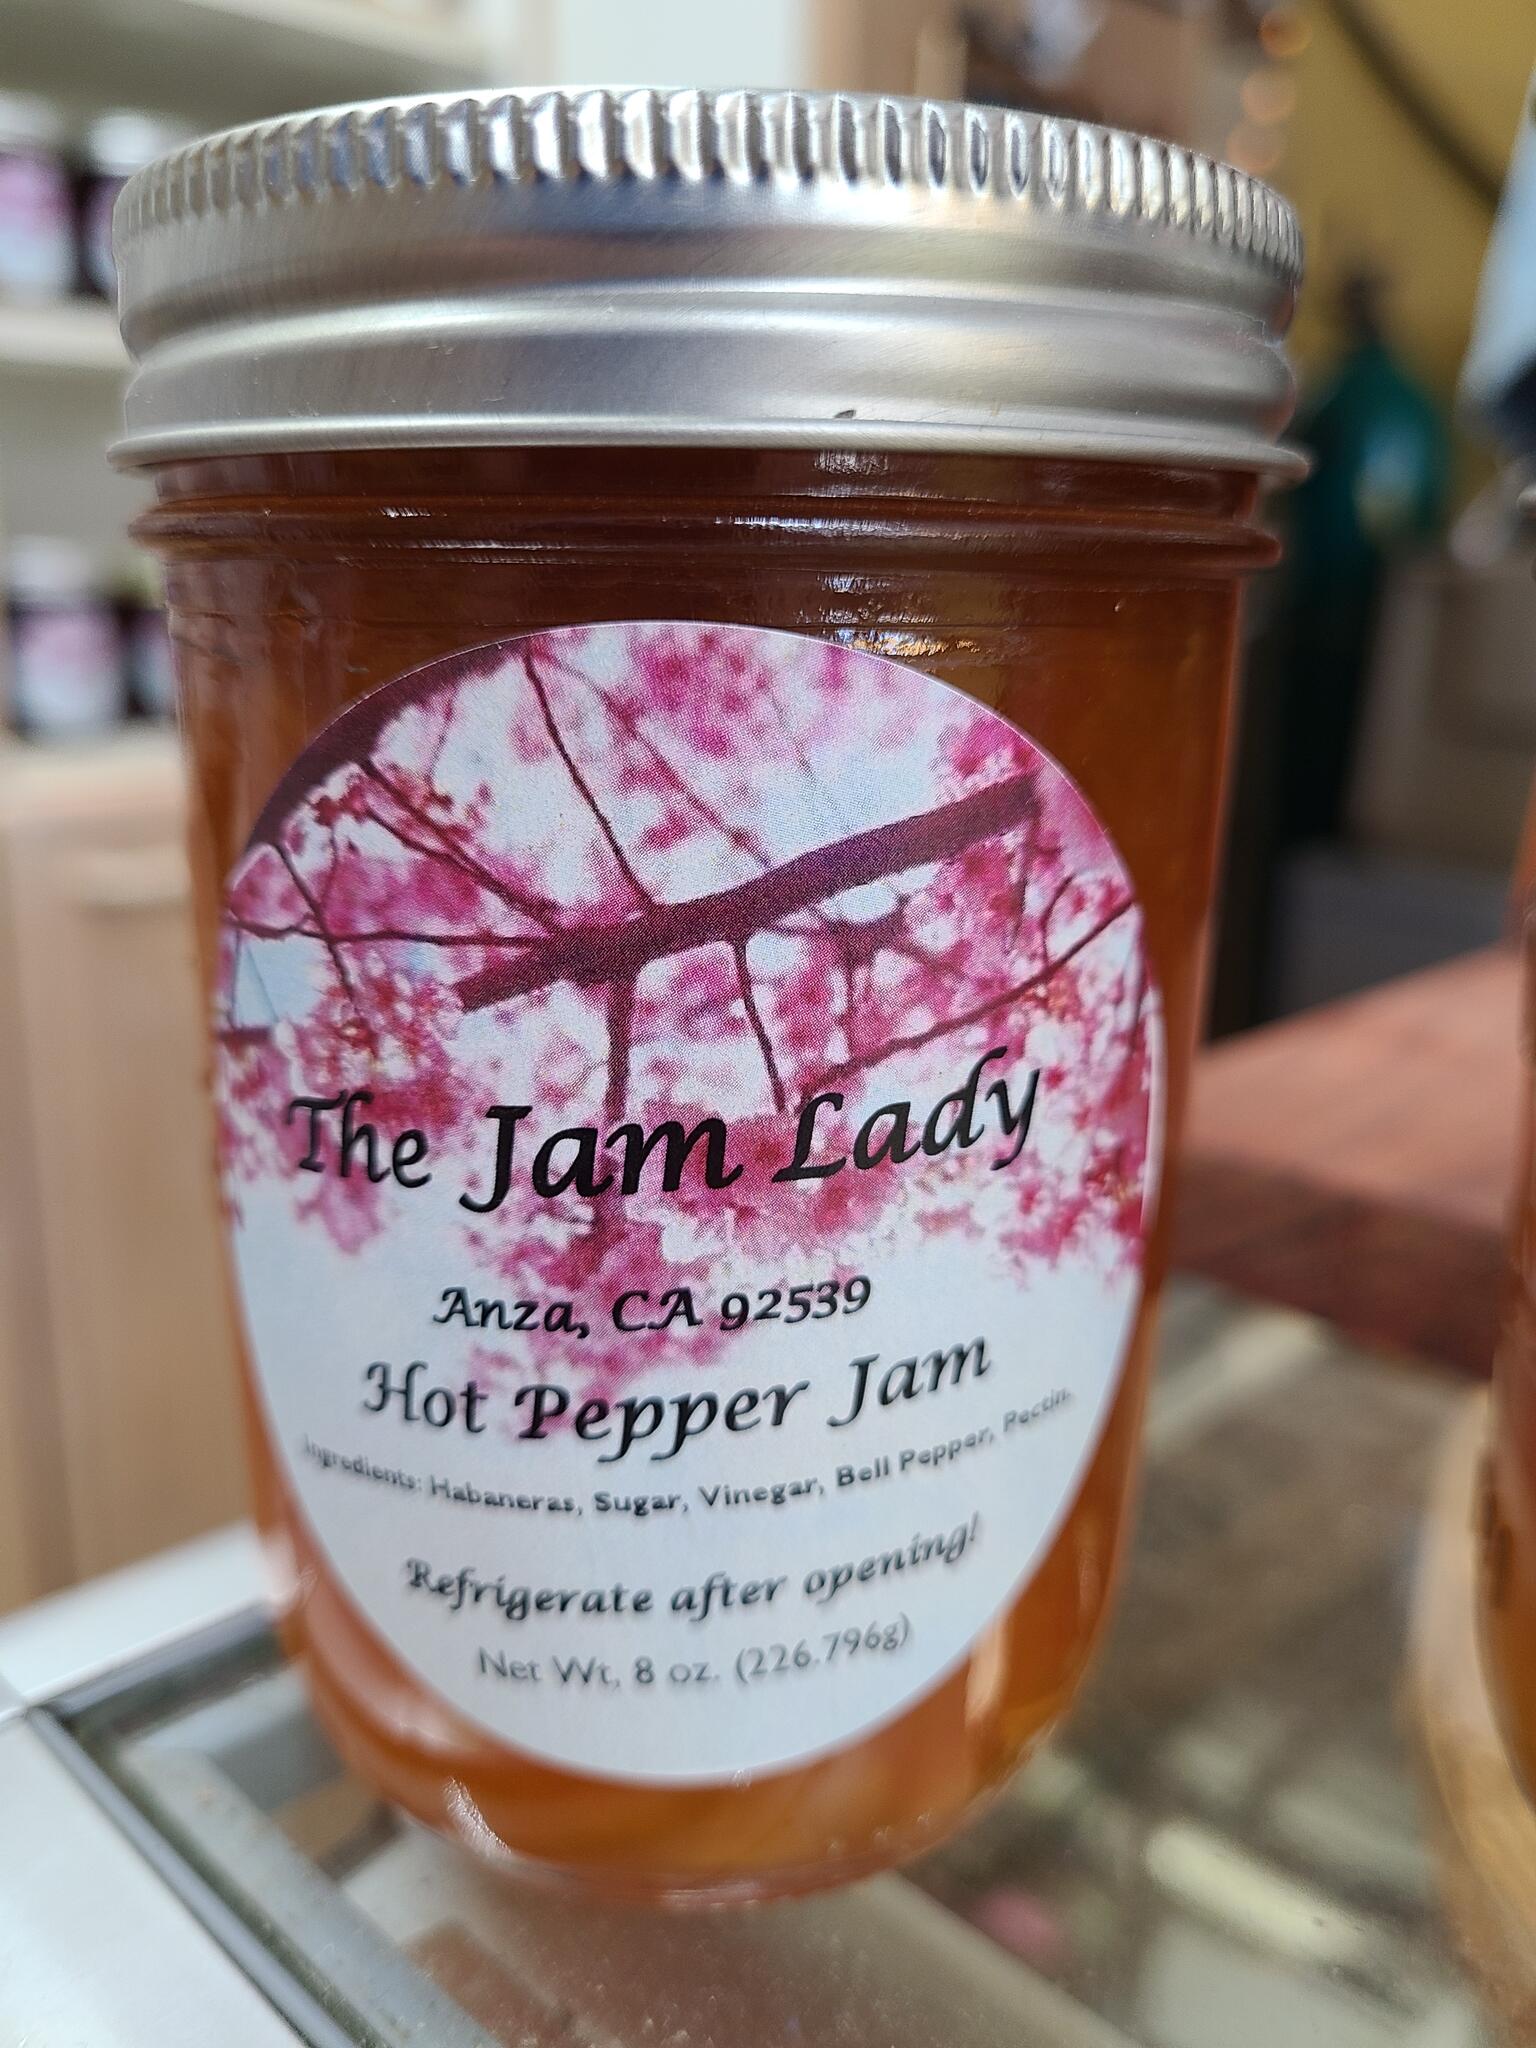 The Jam Lady
Anza, CA 92539
Hot Pepper Jam
Ingredients: Habaneras, Sugar, Vinegar, Bell Pepper, Pectin.
Refrigerate after opening!
Net Wt, 8 oz. (226.796g)